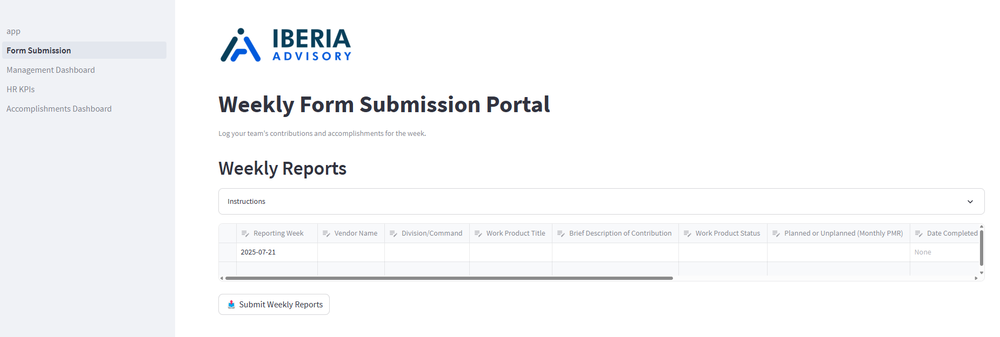 app
Form Submission
Management Dashboard
HR KPIs
Accomplishments Dashboard
IBERIA
ADVISORY
Weekly Form Submission Portal
Log your team's contributions and accomplishments for the week.
Weekly Reports
Instructions
Reporting Week Vendor Name Division/Command Work Product Title Brief Description of Contribution Work Product Status Planned or Unplanned (Monthly PMR) Date Completed
2025-07-21 None
Submit Weekly Reports